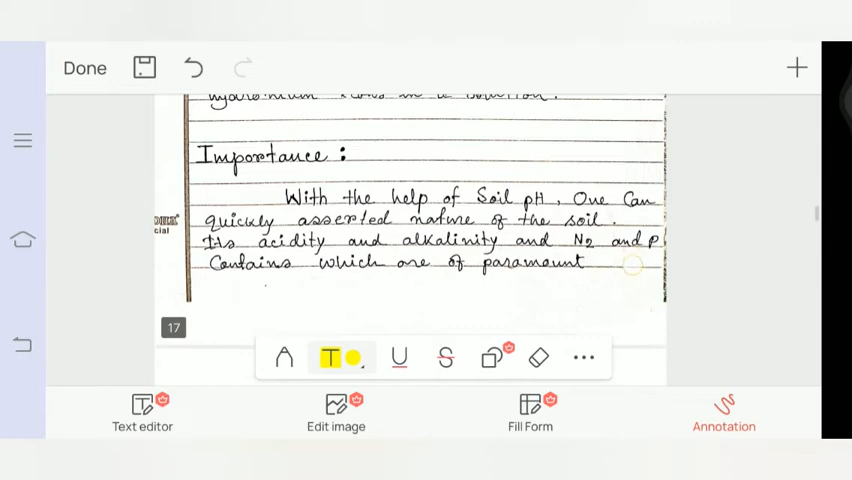 Done
Importance :
With the help of Soil pH, One Can
quickly asserted nature of the soil.
Its acidity and alkalinity and N2 and P
Contains which are of paramount
cial
17
T
U
S
Text editor
Edit image
Fill Form
Annotation